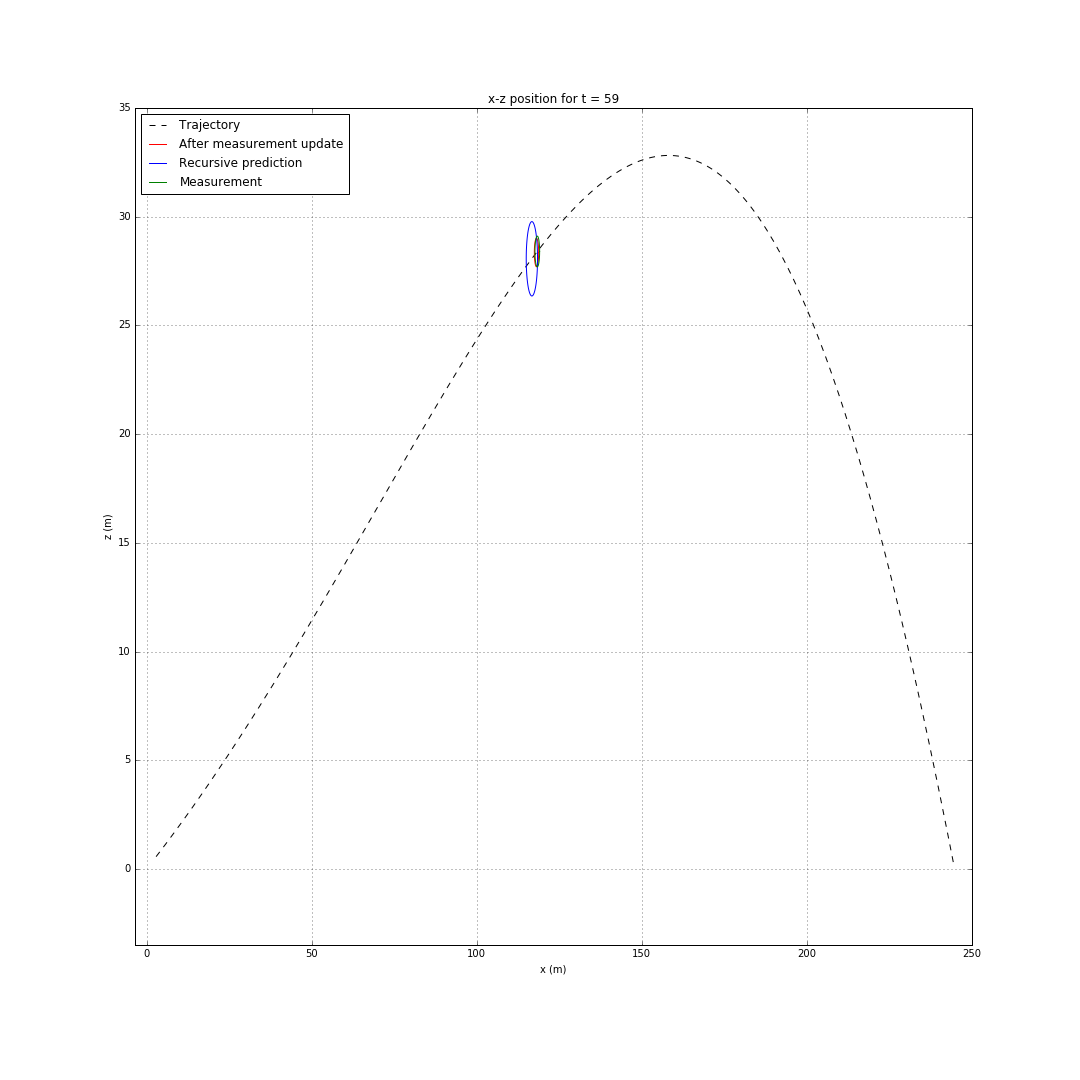 x-z position for t = 59
Trajectory
After measurement update
Recursive prediction
Measurement
35
30
25
20
15
10
5
0
z (m)
0 50 100 150 200 250
x (m)